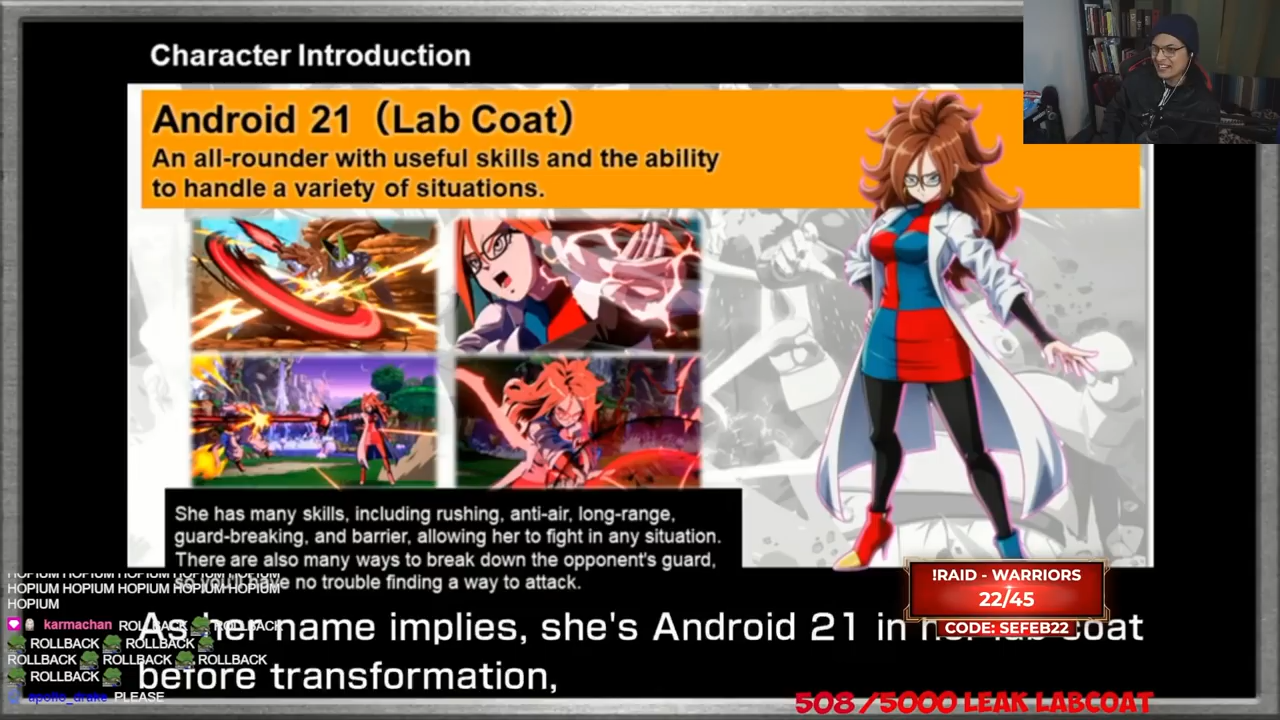 Character Introduction
Android 21 (Lab Coat)
An all-rounder with useful skills and the ability
to handle a variety of situations.
She has many skills, including rushing, anti-air, long-range,
guard-breaking, and barrier, allowing her to fight in any situation.
There are also many ways to break down the opponent's guard,
no trouble finding a way to attack.
As her name implies, she's Android 21 in her lab coat
before transformation,
HOPIUM HOPIUM HOPIUM HOPIUM HOPIUM
HOPIUM HOPIUM HOPIUM HOPIUM HOPIUM
HOPIUM
karmachan ROLLBACK ROLLBACK
ROLLBACK ROLLBACK
ROLLBACK ROLLBACK ROLLBACK
ROLLBACK
apollo_drake PLEASE
!RAID - WARRIORS
22/45
CODE: SEFEB22
508 /5000 LEAK LABCOAT